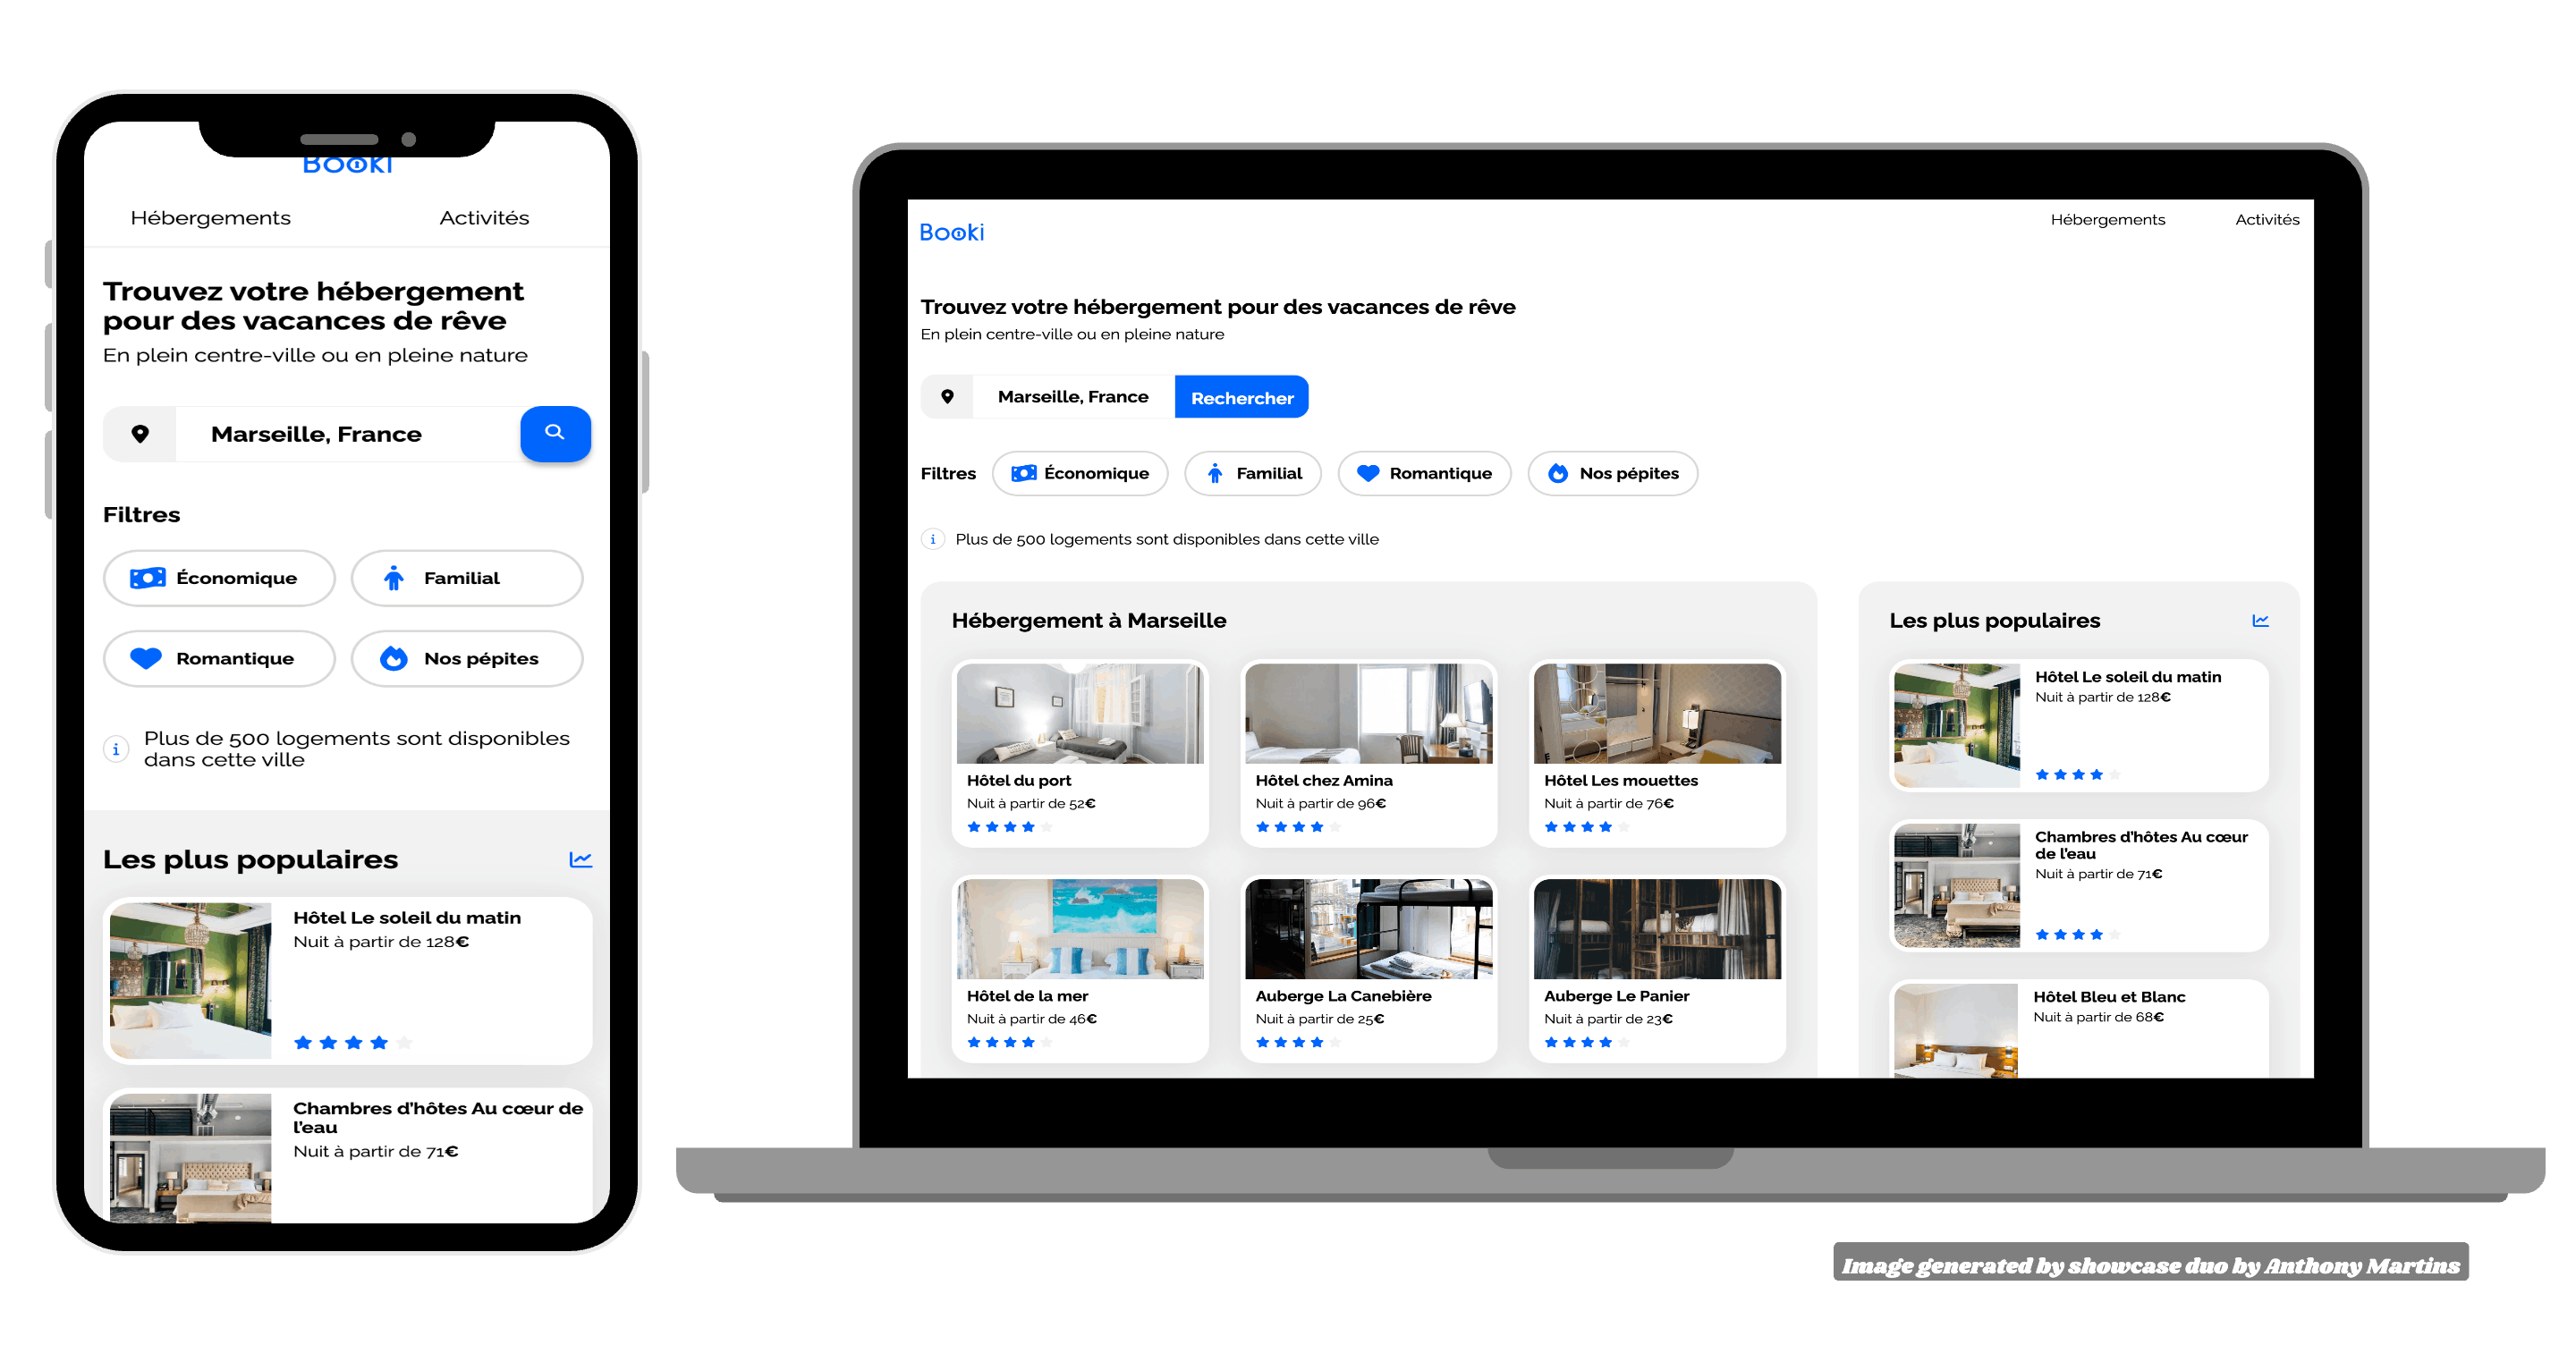 Booki
Hébergements
Activités
Trouvez votre hébergement
pour des vacances de rêve
En plein centre-ville ou en pleine nature
Marseille, France
Filtres
Économique
Familial
Romantique
Nos pépites
Plus de 500 logements sont disponibles
dans cette ville
Les plus populaires
Hôtel Le soleil du matin
Nuit à partir de 128€
Chambres d'hôtes Au cœur de
l'eau
Nuit à partir de 71€
Booki
Hébergements
Activités
Trouvez votre hébergement pour des vacances de rêve
En plein centre-ville ou en pleine nature
Marseille, France
Rechercher
Filtres
Économique
Familial
Romantique
Nos pépites
Plus de 500 logements sont disponibles dans cette ville
Hébergement à Marseille
Hôtel du port
Nuit à partir de 52€
Hôtel chez Amina
Nuit à partir de 96€
Hôtel Les mouettes
Nuit à partir de 76€
Hôtel de la mer
Nuit à partir de 46€
Auberge La Canebière
Nuit à partir de 25€
Auberge Le Panier
Nuit à partir de 23€
Les plus populaires
Hôtel Le soleil du matin
Nuit à partir de 128€
Chambres d'hôtes Au cœur
de l'eau
Nuit à partir de 71€
Hôtel Bleu et Blanc
Nuit à partir de 68€
Image generated by showcase duo by Anthony Martins